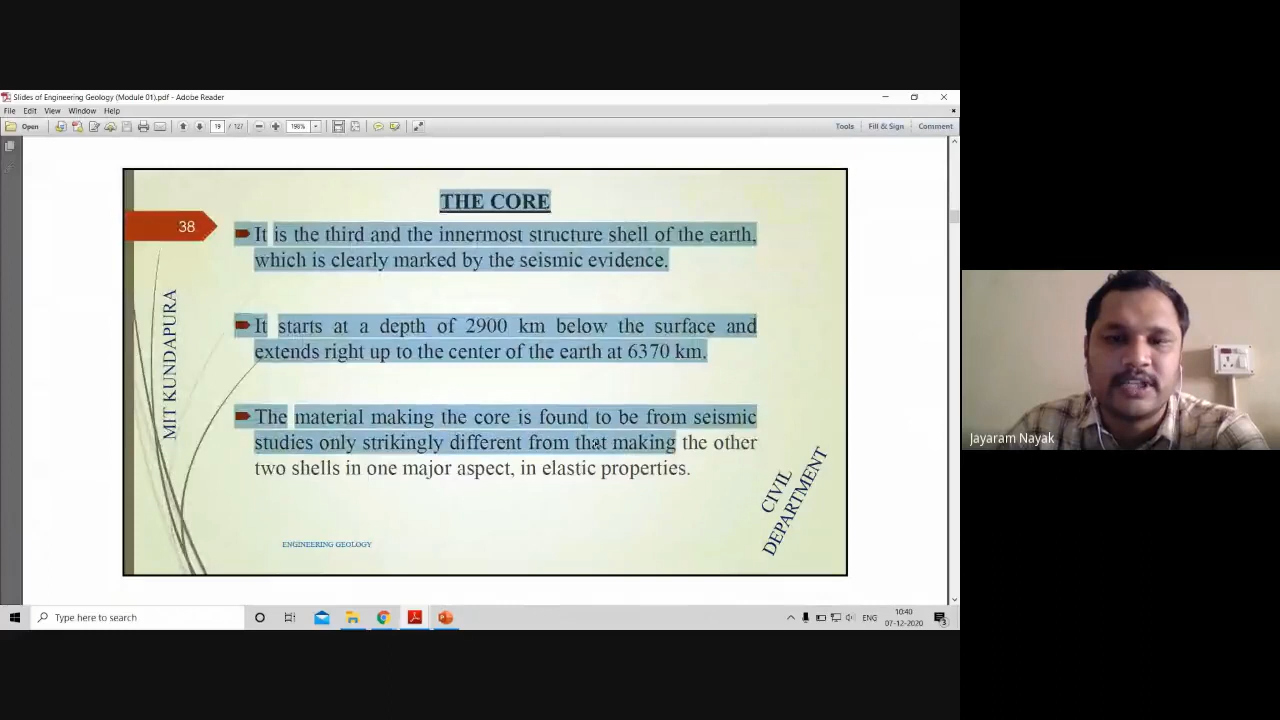 Slides of Engineering Geology (Module 01).pdf - Adobe Reader
File Edit View Window Help
Open 19 / 127 198% Tools Fill & Sign Comment
THE CORE
38
It is the third and the innermost structure shell of the earth,
which is clearly marked by the seismic evidence.
It starts at a depth of 2900 km below the surface and
extends right up to the center of the earth at 6370 km.
The material making the core is found to be from seismic
studies only strikingly different from that making the other
two shells in one major aspect, in elastic properties.
MIT KUNDAPURA
CIVIL
DEPARTMENT
ENGINEERING GEOLOGY
Jayaram Nayak
Type here to search
ENG
10:40
07-12-2020
3